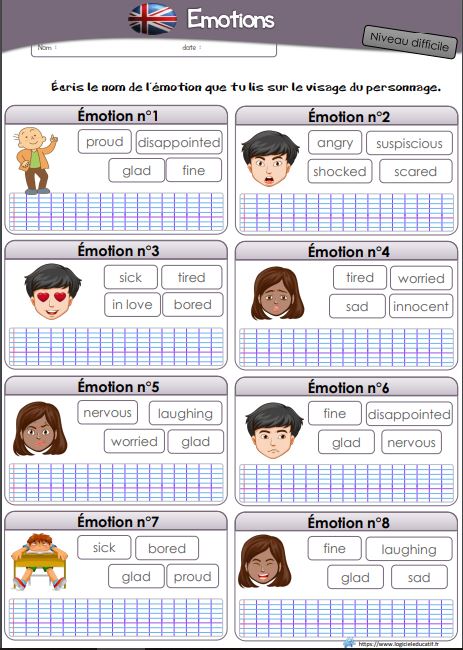 Emotions
Niveau difficile
Nom : date :
Écris le nom de l'émotion que tu lis sur le visage du personnage.
Émotion n°1
proud disappointed
glad fine
Émotion n°2
angry suspiscious
shocked scared
Émotion n°3
sick tired
in love bored
Émotion n°4
tired worried
sad innocent
Émotion n°5
nervous laughing
worried glad
Émotion n°6
fine disappointed
glad nervous
Émotion n°7
sick bored
glad proud
Émotion n°8
fine laughing
glad sad
https://www.logicieleducatif.fr